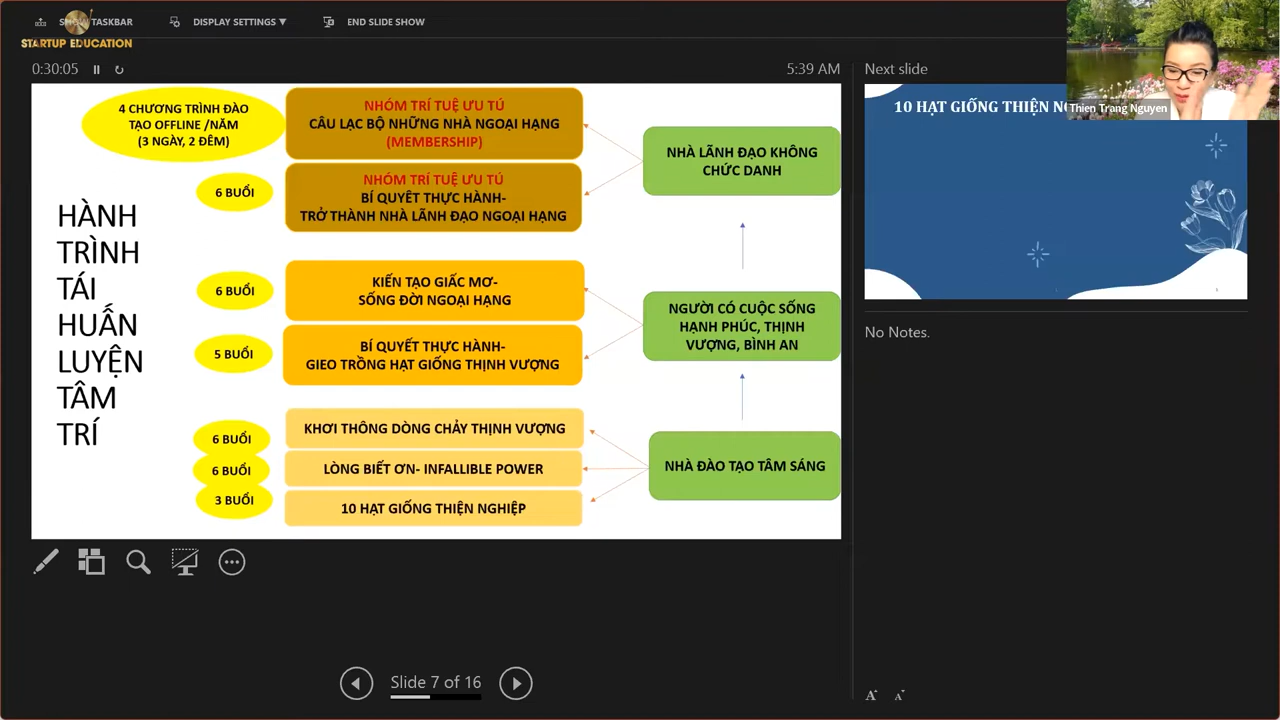 SHOW TASKBAR
DISPLAY SETTINGS ▼
END SLIDE SHOW
STARTUP EDUCATION
0:30:05
5:39 AM
4 CHƯƠNG TRÌNH ĐÀO
TẠO OFFLINE /NĂM
(3 NGÀY, 2 ĐÊM)
NHÓM TRÍ TUỆ ƯU TÚ
CÂU LẠC BỘ NHỮNG NHÀ NGOẠI HẠNG
(MEMBERSHIP)
6 BUỔI
NHÓM TRÍ TUỆ ƯU TÚ
BÍ QUYẾT THỰC HÀNH-
TRỞ THÀNH NHÀ LÃNH ĐẠO NGOẠI HẠNG
NHÀ LÃNH ĐẠO KHÔNG
CHỨC DANH
HÀNH
TRÌNH
TÁI
HUẤN
LUYỆN
TÂM
TRÍ
6 BUỔI
KIẾN TẠO GIẤC MƠ-
SỐNG ĐỜI NGOẠI HẠNG
5 BUỔI
BÍ QUYẾT THỰC HÀNH-
GIEO TRỒNG HẠT GIỐNG THỊNH VƯỢNG
NGƯỜI CÓ CUỘC SỐNG
HẠNH PHÚC, THỊNH
VƯỢNG, BÌNH AN
6 BUỔI
KHƠI THÔNG DÒNG CHẢY THỊNH VƯỢNG
6 BUỔI
LÒNG BIẾT ƠN- INFALLIBLE POWER
3 BUỔI
10 HẠT GIỐNG THIỆN NGHIỆP
NHÀ ĐÀO TẠO TÂM SÁNG
Slide 7 of 16
Next slide
10 HẠT GIỐNG THIỆN
Thien Trang Nguyen
No Notes.
A A